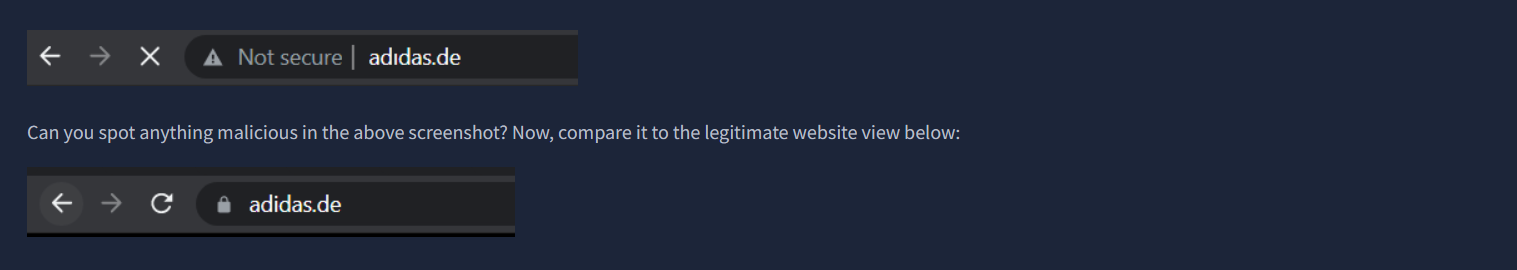 Not secure | adıdas.de
Can you spot anything malicious in the above screenshot? Now, compare it to the legitimate website view below:
adidas.de